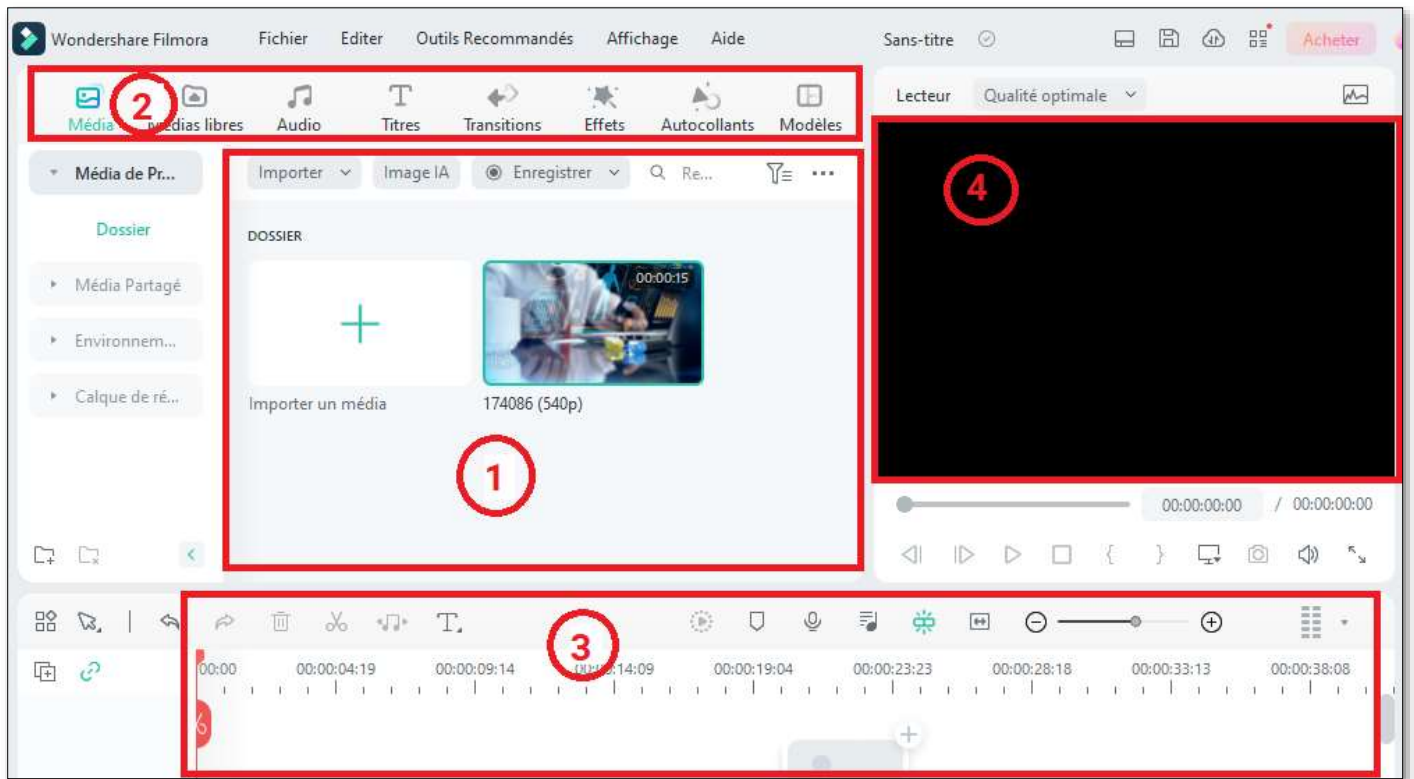 Wondershare Filmora Fichier Editer Outils Recommandés Affichage Aide Sans-titre Acheter
2
Média Médias libres Audio Titres Transitions Effets Autocollants Modèles
Lecteur Qualité optimale
Média de Pr...
Importer Image IA Enregistrer Re...
4
Dossier
DOSSIER
Média Partagé
00:00:15
Environnem...
Calque de ré...
Importer un média 174086 (540p)
1
00:00:00:00 / 00:00:00:00
{ }
T
3
00:00 00:00:04:19 00:00:09:14 00:00:14:09 00:00:19:04 00:00:23:23 00:00:28:18 00:00:33:13 00:00:38:08